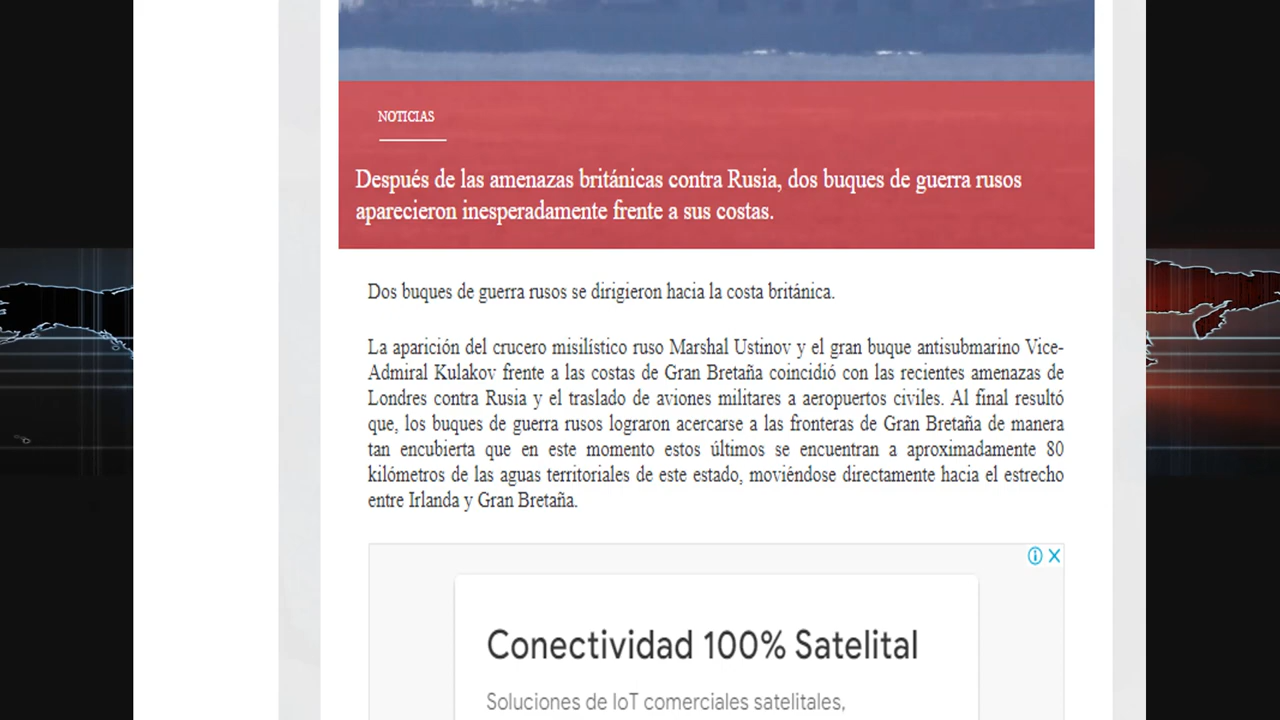 NOTICIAS
Después de las amenazas británicas contra Rusia, dos buques de guerra rusos
aparecieron inesperadamente frente a sus costas.
Dos buques de guerra rusos se dirigieron hacia la costa británica.
La aparición del crucero misilístico ruso Marshal Ustinov y el gran buque antisubmarino Vice-
Admiral Kulakov frente a las costas de Gran Bretaña coincidió con las recientes amenazas de
Londres contra Rusia y el traslado de aviones militares a aeropuertos civiles. Al final resultó
que, los buques de guerra rusos lograron acercarse a las fronteras de Gran Bretaña de manera
tan encubierta que en este momento estos últimos se encuentran a aproximadamente 80
kilómetros de las aguas territoriales de este estado, moviéndose directamente hacia el estrecho
entre Irlanda y Gran Bretaña.
Conectividad 100% Satelital
Soluciones de IoT comerciales satelitales,